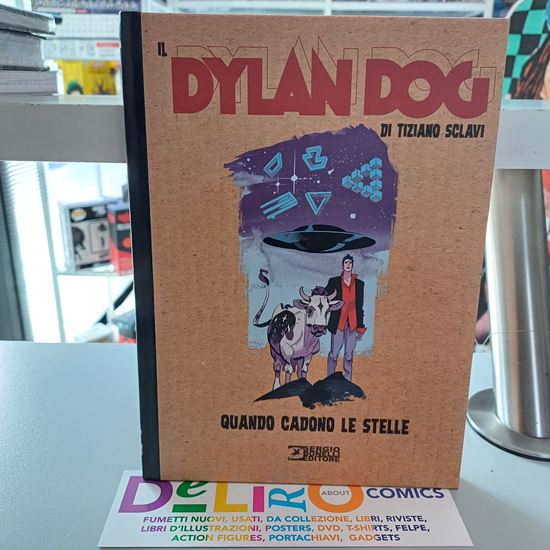 IL
DYLAN DOG
DI TIZIANO SCLAVI
QUANDO CADONO LE STELLE
SERGIO
BONELLI
EDITORE
DeLiRO ABOUT COMICS
FUMETTI NUOVI, USATI, DA COLLEZIONE, LIBRI, RIVISTE,
LIBRI D'ILLUSTRAZIONI, POSTERS, DVD, T-SHIRTS, FELPE,
ACTION FIGURES, PORTACHIAVI, GADGETS